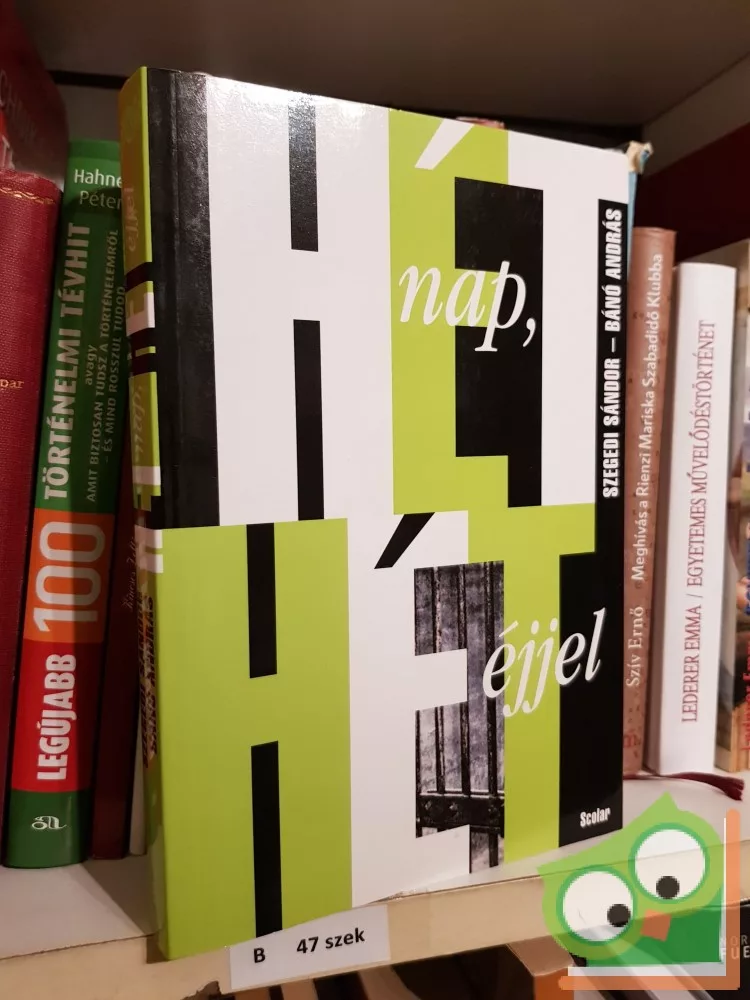 HÉT
nap,
HÉT
éjjel
SZEGEDI SÁNDOR – BÁNÓ ANDRÁS
Scolar
Hahner
Péter
LEGÚJABB 100 TÖRTÉNELMI TÉVHIT
avagy
AMIT BIZTOSAN TUDSZ A TÖRTÉNELEMRŐL
– ÉS MIND ROSSZUL TUDOD
Szív Ernő Meghívás a Rienzi Mariska Szabadidő Klubba
LEDERER EMMA / EGYETEMES MŰVELŐDÉSTÖRTÉNET
B 47 szek